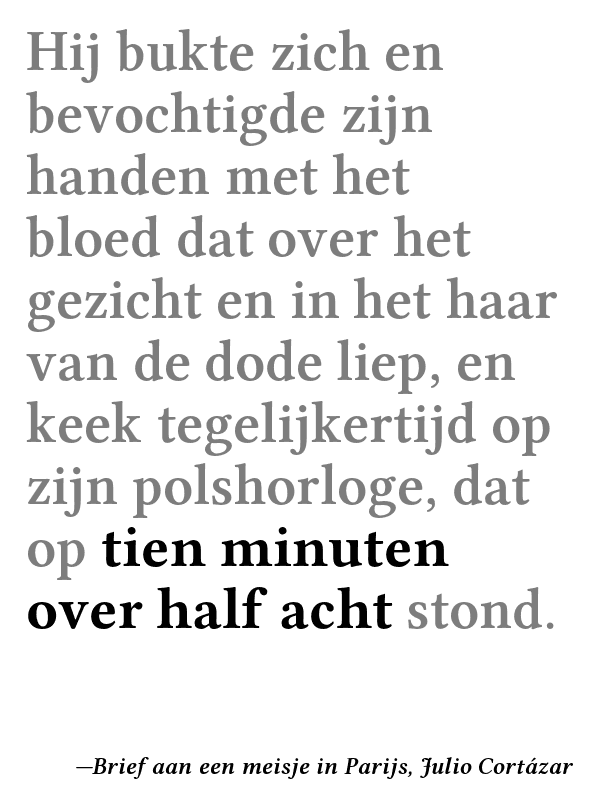 Hij bukte zich en
bevochtigde zijn
handen met het
bloed dat over het
gezicht en in het haar
van de dode liep, en
keek tegelijkertijd op
zijn polshorloge, dat
op tien minuten
over half acht stond.
—Brief aan een meisje in Parijs, Julio Cortázar